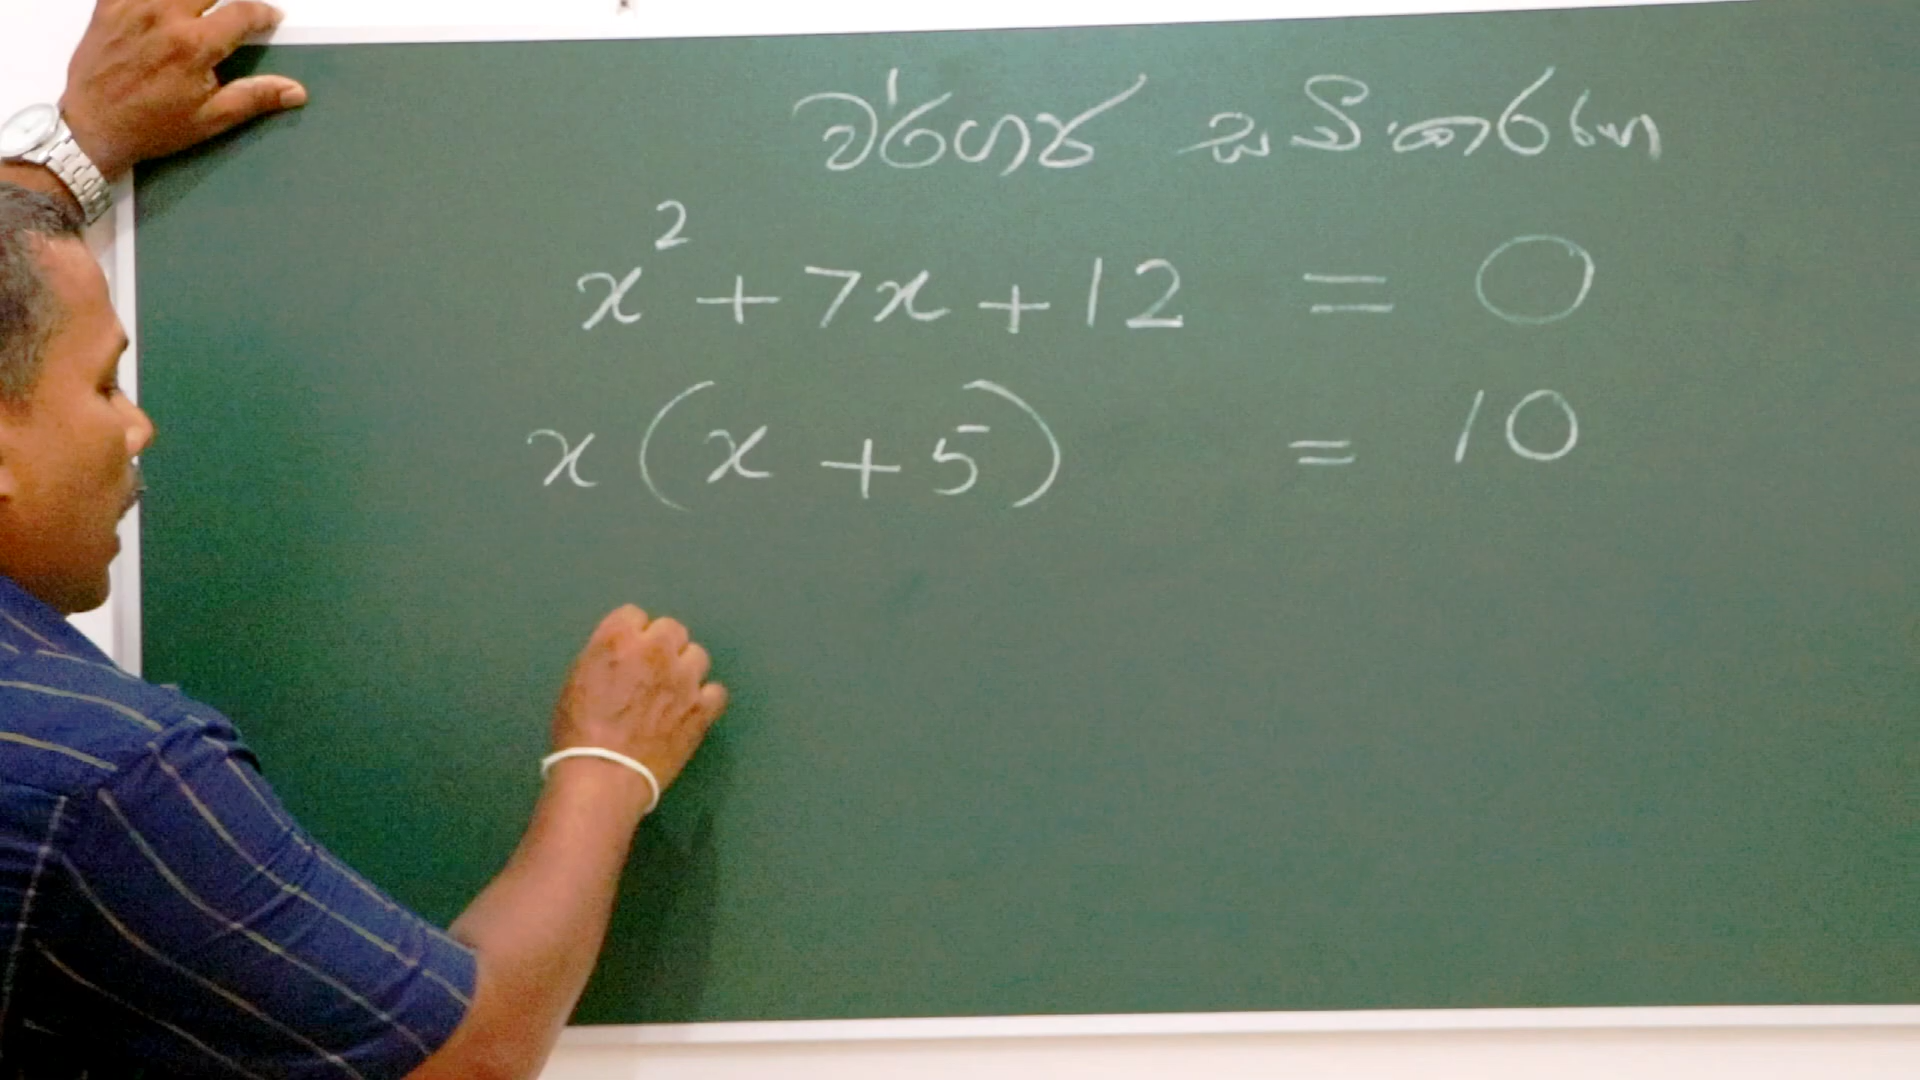 වර්ගජ සමීකරණ
x² + 7x + 12 = 0
x(x + 5) = 10